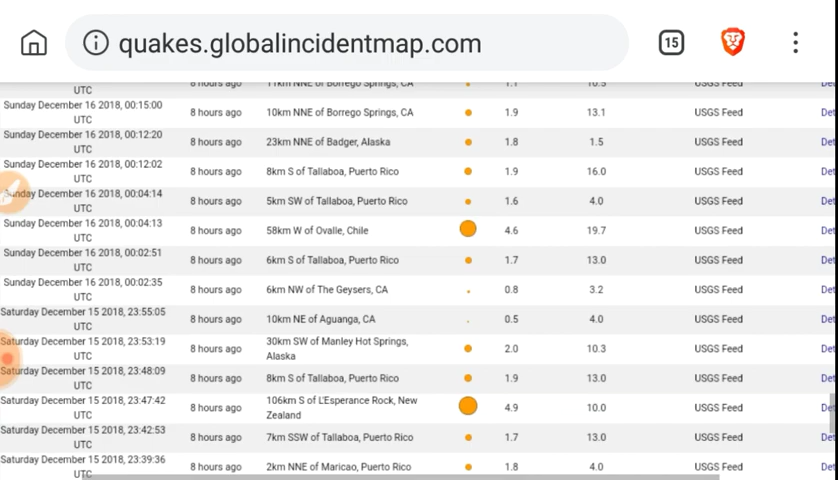 quakes.globalincidentmap.com
15
UTC 8 hours ago 11km NNE of Borrego Springs, CA 1.1 10.5 USGS Feed Det
Sunday December 16 2018, 00:15:00 UTC 8 hours ago 10km NNE of Borrego Springs, CA 1.9 13.1 USGS Feed Det
Sunday December 16 2018, 00:12:20 UTC 8 hours ago 23km NNE of Badger, Alaska 1.8 1.5 USGS Feed Det
Sunday December 16 2018, 00:12:02 UTC 8 hours ago 8km S of Tallaboa, Puerto Rico 1.9 16.0 USGS Feed Det
Sunday December 16 2018, 00:04:14 UTC 8 hours ago 5km SW of Tallaboa, Puerto Rico 1.6 4.0 USGS Feed Det
Sunday December 16 2018, 00:04:13 UTC 8 hours ago 58km W of Ovalle, Chile 4.6 19.7 USGS Feed Det
Sunday December 16 2018, 00:02:51 UTC 8 hours ago 6km S of Tallaboa, Puerto Rico 1.7 13.0 USGS Feed Det
Sunday December 16 2018, 00:02:35 UTC 8 hours ago 6km NW of The Geysers, CA 0.8 3.2 USGS Feed Det
Saturday December 15 2018, 23:55:05 UTC 8 hours ago 10km NE of Aguanga, CA 0.5 4.0 USGS Feed Det
Saturday December 15 2018, 23:53:19 UTC 8 hours ago 30km SW of Manley Hot Springs, Alaska 2.0 10.3 USGS Feed Det
Saturday December 15 2018, 23:48:09 UTC 8 hours ago 8km S of Tallaboa, Puerto Rico 1.9 13.0 USGS Feed Det
Saturday December 15 2018, 23:47:42 UTC 8 hours ago 106km S of L'Esperance Rock, New Zealand 4.9 10.0 USGS Feed Det
Saturday December 15 2018, 23:42:53 UTC 8 hours ago 7km SSW of Tallaboa, Puerto Rico 1.7 13.0 USGS Feed Det
Saturday December 15 2018, 23:39:36 UTC 8 hours ago 2km NNE of Maricao, Puerto Rico 1.8 4.0 USGS Feed Det